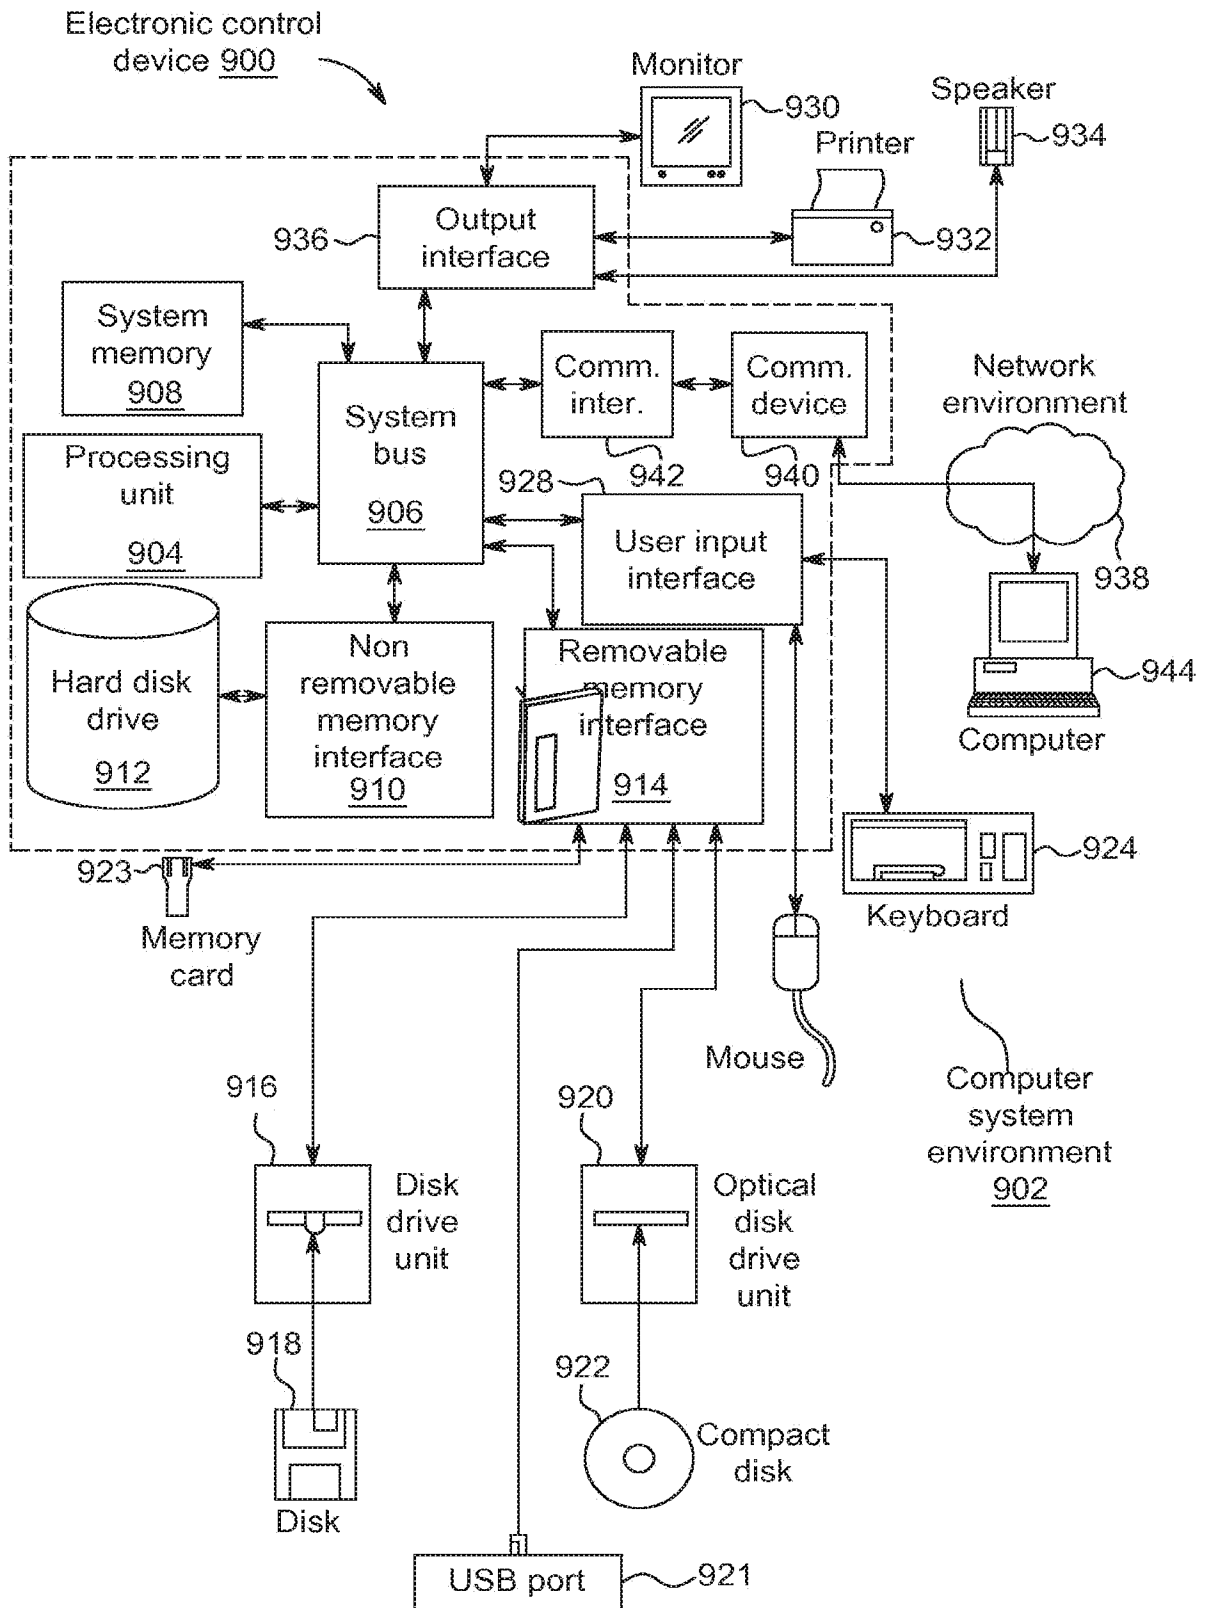 Electronic control
device 900
Monitor
930
Speaker
934
Printer
932
936
Output
interface
System
memory
908
Comm.
inter.
942
Comm.
device
940
Network
environment
938
System
bus
906
Processing
unit
904
928
User input
interface
944
Computer
Hard disk
drive
912
Non
removable
memory
interface
910
Removable
memory
interface
914
923
Memory
card
924
Keyboard
Mouse
916
Disk
drive
unit
920
Optical
disk
drive
unit
Computer
system
environment
902
918
Disk
922
Compact
disk
USB port
921